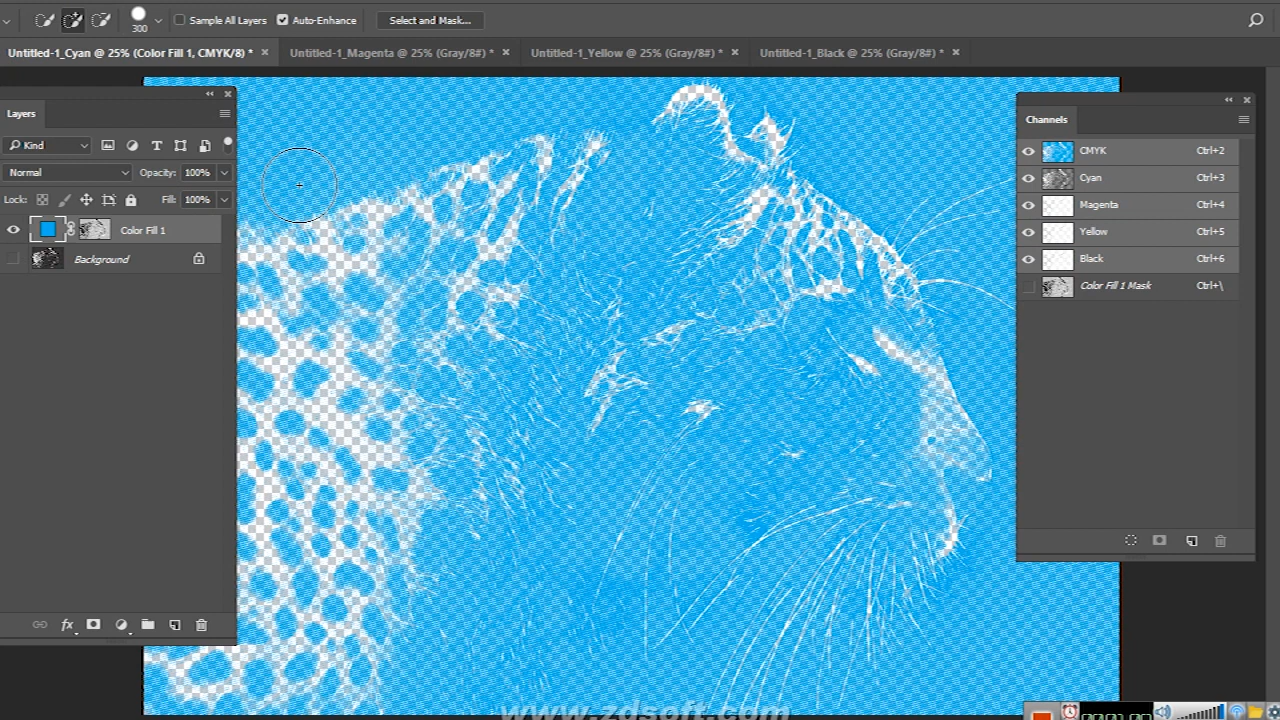 300
Sample All Layers
Auto-Enhance
Select and Mask...
Untitled-1_Cyan @ 25% (Color Fill 1, CMYK/8) *
Untitled-1_Magenta @ 25% (Gray/8#) *
Untitled-1_Yellow @ 25% (Gray/8#) *
Untitled-1_Black @ 25% (Gray/8#) *
Layers
Kind
Normal
Opacity: 100%
Lock:
Fill: 100%
Color Fill 1
Background
fx
Channels
CMYK Ctrl+2
Cyan Ctrl+3
Magenta Ctrl+4
Yellow Ctrl+5
Black Ctrl+6
Color Fill 1 Mask Ctrl+\
www.zdsoft.com